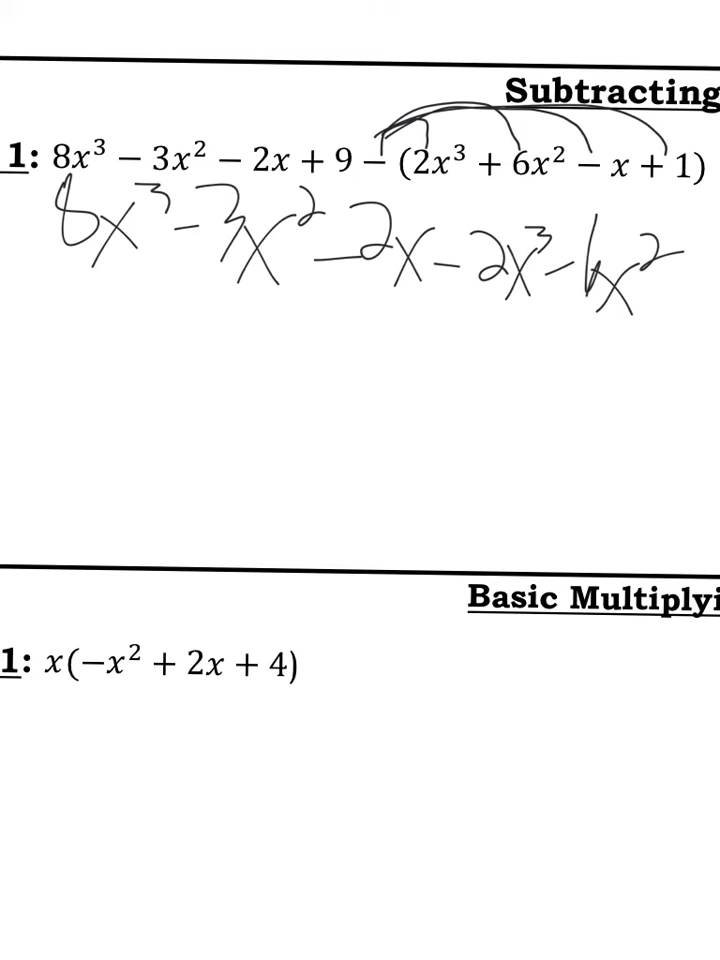 Subtracting
1: 8x³ − 3x² − 2x + 9 − (2x³ + 6x² − x + 1)
8x³ - 3x² - 2x - 2x³ - 6x²
Basic Multiplyi
1: x(−x² + 2x + 4)